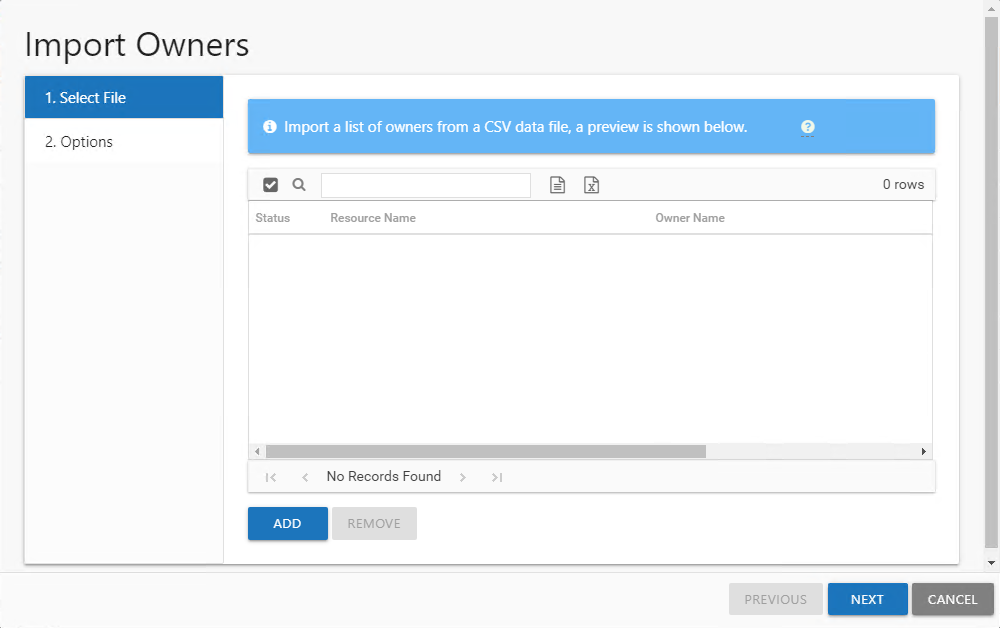 Import Owners
1. Select File
2. Options
Import a list of owners from a CSV data file, a preview is shown below.
0 rows
Status Resource Name Owner Name
No Records Found
ADD REMOVE
PREVIOUS NEXT CANCEL